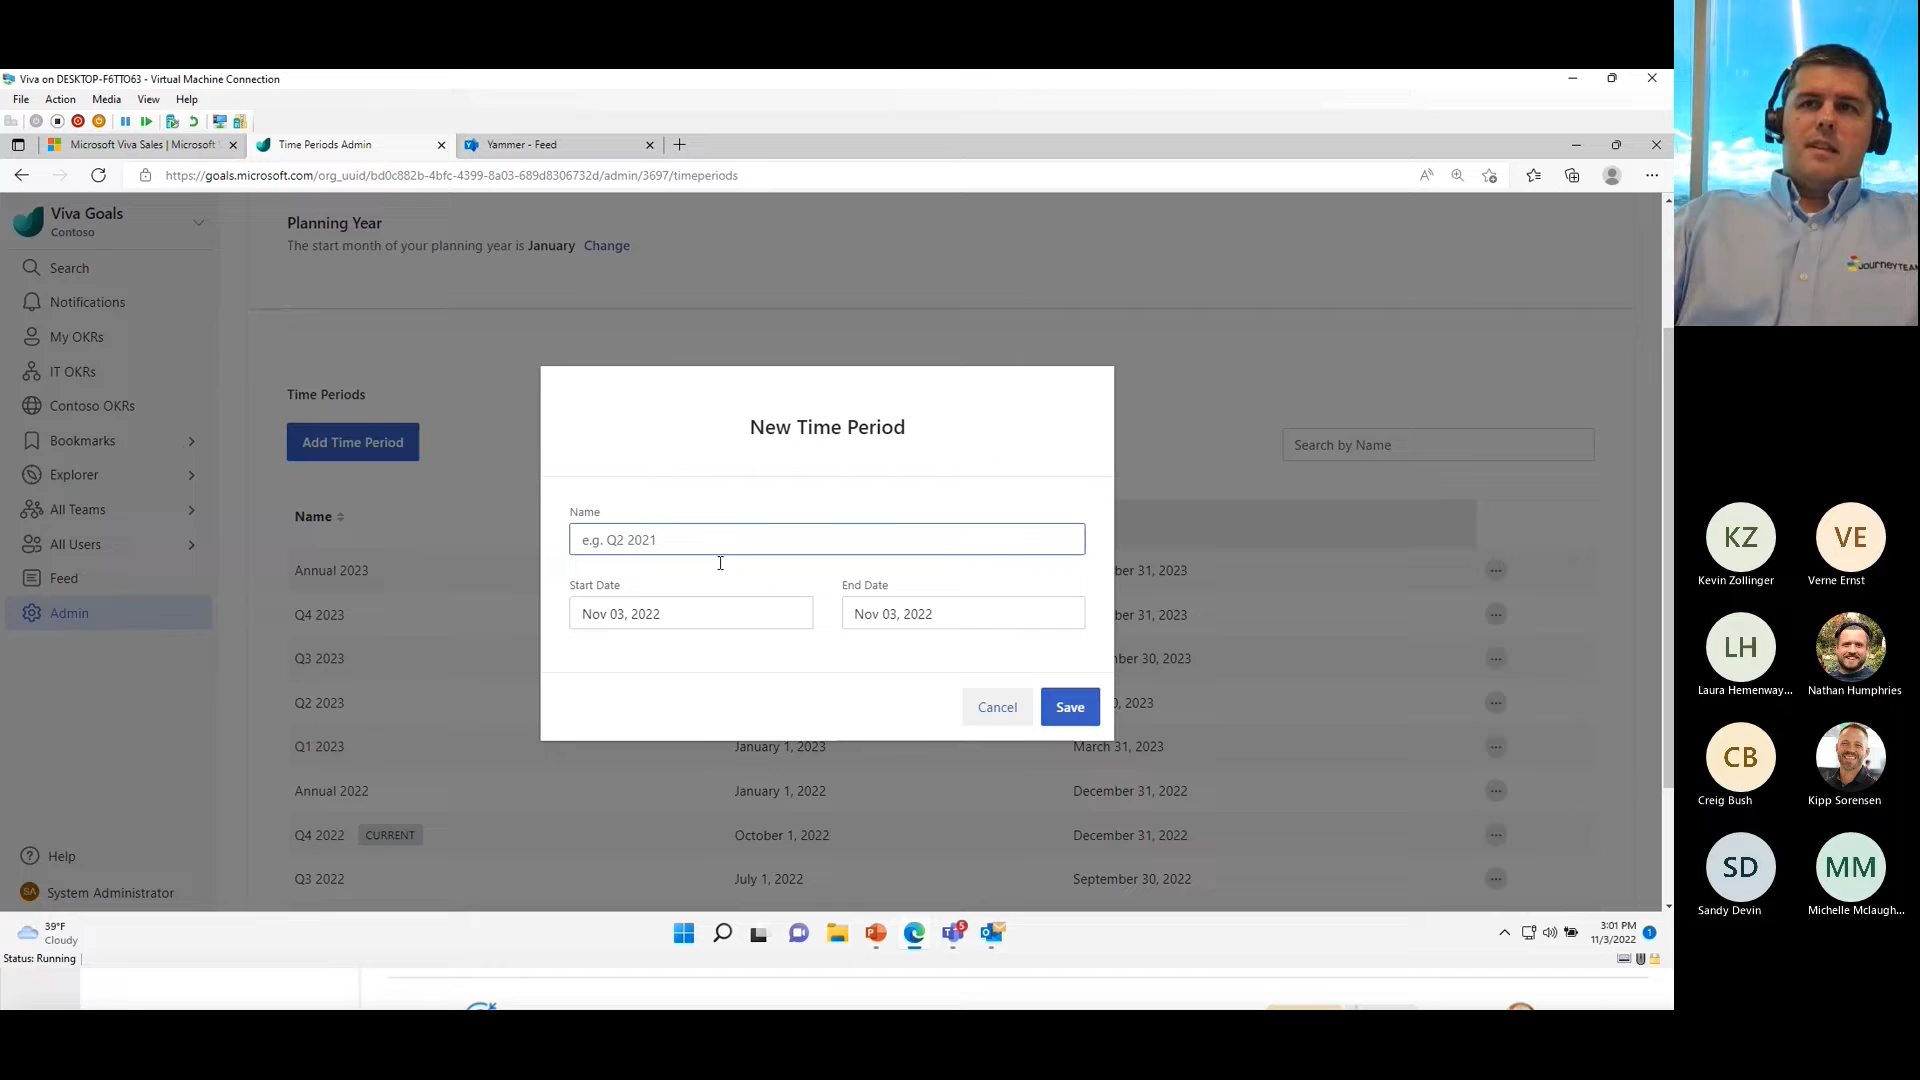 Viva on DESKTOP-F6TTO63 - Virtual Machine Connection
File Action Media View Help
Microsoft Viva Sales | Microsoft
Time Periods Admin
Yammer - Feed
https://goals.microsoft.com/org_uuid/bd0c882b-4bfc-4399-8a03-689d8306732d/admin/3697/timeperiods
Viva Goals
Contoso
Search
Notifications
My OKRs
IT OKRs
Contoso OKRs
Bookmarks
Explorer
All Teams
All Users
Feed
Admin
Help
SA System Administrator
Planning Year
The start month of your planning year is January Change
Time Periods
Add Time Period
Search by Name
Name
Annual 2023 ber 31, 2023
Q4 2023 ber 31, 2023
Q3 2023 ber 30, 2023
Q2 2023 0, 2023
Q1 2023 January 1, 2023 March 31, 2023
Annual 2022 January 1, 2022 December 31, 2022
Q4 2022 CURRENT October 1, 2022 December 31, 2022
Q3 2022 July 1, 2022 September 30, 2022
New Time Period
Name
e.g. Q2 2021
Start Date End Date
Nov 03, 2022 Nov 03, 2022
Cancel Save
39°F
Cloudy
5
3:01 PM
11/3/2022
1
Status: Running
JOURNEYTEAM
KZ VE
Kevin Zollinger Verne Ernst
LH
Laura Hemenway... Nathan Humphries
CB
Creig Bush Kipp Sorensen
SD MM
Sandy Devin Michelle Mclaugh...